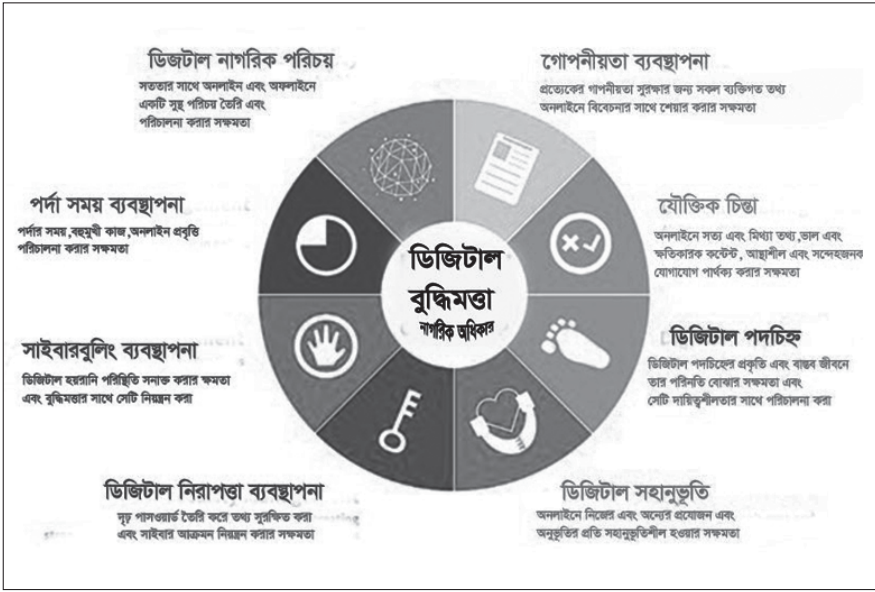 ডিজটাল নাগরিক পরিচয়
সততার সাথে অনলাইন এবং অফলাইনে
একটি সুস্থ পরিচয় তৈরি এবং
পরিচালনা করার সক্ষমতা
গোপনীয়তা ব্যবস্থাপনা
প্রত্যেকের গাপনীয়তা সুরক্ষার জন্য সকল ব্যক্তিগত তথ্য
অনলাইনে বিবেচনার সাথে শেয়ার করার সক্ষমতা
পর্দা সময় ব্যবস্থাপনা
পর্দার সময়,বহুমুখী কাজ,অনলাইন প্রবৃত্তি
পরিচালনা করার সক্ষমতা
যৌক্তিক চিন্তা
অনলাইনে সত্য এবং মিথ্যা তথ্য,ভাল এবং
ক্ষতিকারক কন্টেন্ট, আস্থাশীল এবং সন্দেহজনক
যোগাযোগ পার্থক্য করার সক্ষমতা
ডিজিটাল
বুদ্ধিমত্তা
নাগরিক অধিকার
সাইবারবুলিং ব্যবস্থাপনা
ডিজিটাল হয়রানি পরিস্থিতি সনাক্ত করার ক্ষমতা
এবং বুদ্ধিমত্তার সাথে সেটি নিয়ন্ত্রন করা
ডিজিটাল পদচিহ্ন
ডিজিটাল পদচিহ্নের প্রকৃতি এবং বাস্তব জীবনে
তার পরিনতি বোঝার সক্ষমতা এবং
সেটি দায়িত্বশীলতার সাথে পরিচালনা করা
ডিজিটাল নিরাপত্তা ব্যবস্থাপনা
দৃঢ় পাসওয়ার্ড তৈরি করে তথ্য সুরক্ষিত করা
এবং সাইবার আক্রমন নিয়ন্ত্রন করার সক্ষমতা
ডিজিটাল সহানুভূতি
অনলাইনে নিজের এবং অন্যের প্রয়োজন এবং
অনুভূতির প্রতি সহানুভূতিশীল হওয়ার সক্ষমতা